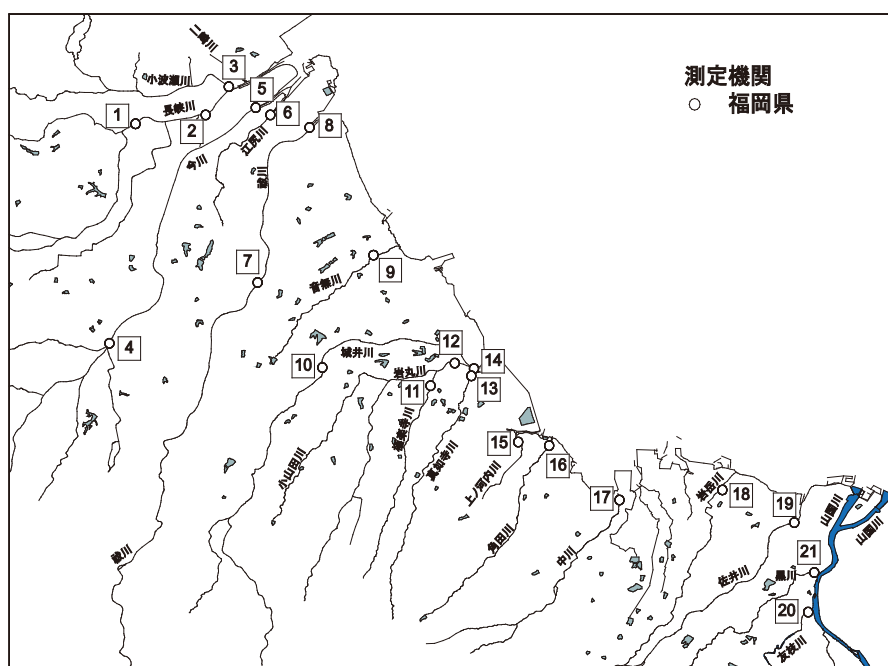 二崎川
小波瀬川
3
測定機関
福岡県
長峡川
5
1
2
6
8
江尻川
今川
祓川
7
9
音無川
4
12
14
城井川
10
岩丸川
13
11
極楽寺川
真如寺川
小山田川
15
16
上ノ河内川
17
岩岳川
18
19
山国川
山国川
角田川
中川
祓川
21
佐井川
黒川
20
友枝川